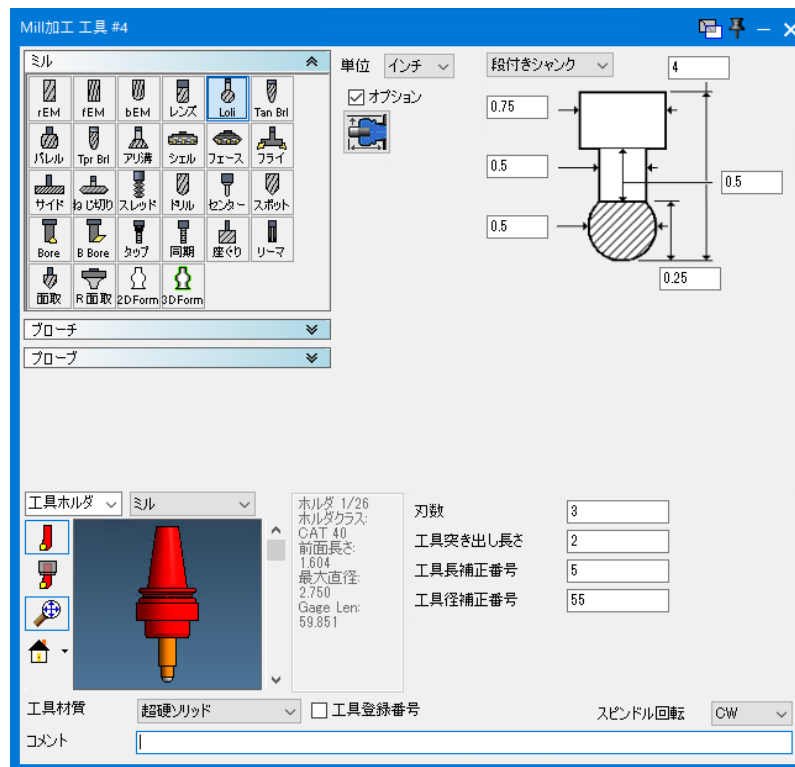 Mill加工 工具 #4
ミル
単位 インチ 段付きシャンク 4
オプション
rEM fEM bEM レンズ Loli Tan Brl
バレル Tpr Brl アリ溝 シェル フェース フライ
サイド ねじ切り スレッド ドリル センター スポット
Bore B Bore タップ 同期 座ぐり リーマ
面取 R面取 2DForm 3DForm
0.75
0.5
0.5
0.5
0.25
ブローチ
プローブ
工具ホルダ ミル
ホルダ 1/26
ホルダクラス:
CAT 40
前面長さ:
1.604
最大直径:
2.750
Gage Len:
59.851
刃数 3
工具突き出し長さ 2
工具長補正番号 5
工具径補正番号 55
工具材質 超硬ソリッド 工具登録番号 スピンドル回転 CW
コメント